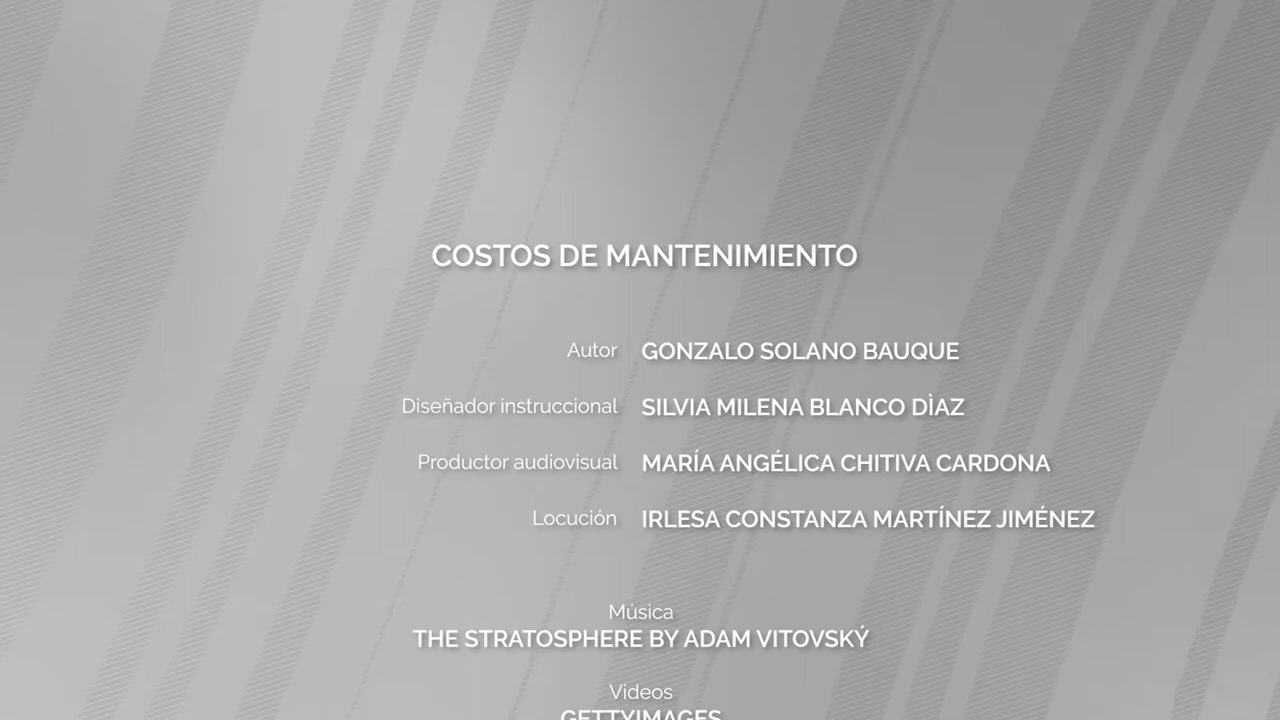 COSTOS DE MANTENIMIENTO
Autor GONZALO SOLANO BAUQUE
Diseñador instruccional SILVIA MILENA BLANCO DÌAZ
Productor audiovisual MARÍA ANGÉLICA CHITIVA CARDONA
Locución IRLESA CONSTANZA MARTÍNEZ JIMÉNEZ
Música
THE STRATOSPHERE BY ADAM VITOVSKÝ
Videos
GETTYIMAGES